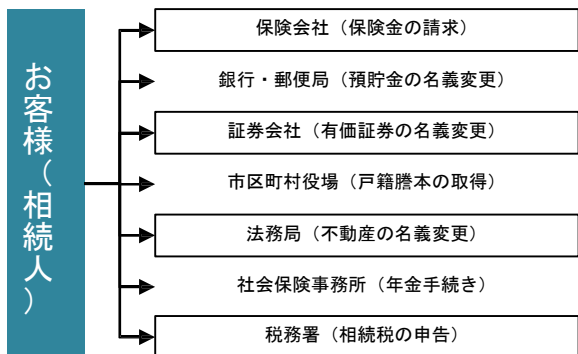 お客様（相続人）
保険会社（保険金の請求）
銀行・郵便局（預貯金の名義変更）
証券会社（有価証券の名義変更）
市区町村役場（戸籍謄本の取得）
法務局（不動産の名義変更）
社会保険事務所（年金手続き）
税務署（相続税の申告）